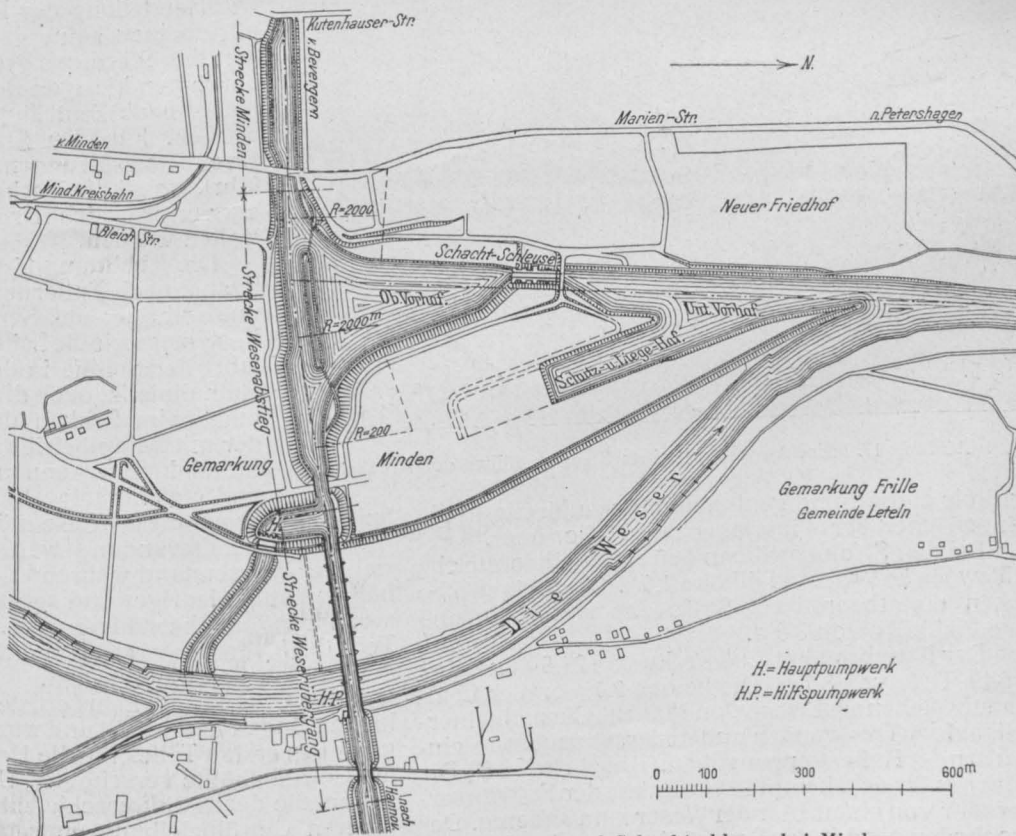 Kutenhauser-Str.
v. Bevergern
Strecke Minden
N.
Marien-Str.
n. Petershagen
v. Minden
Mind. Kreisbahn
Bleich Str.
R=2000
Neuer Friedhof
Schacht-Schleuse
Ob. Vorhaf.
Unt. Vorhaf.
Strecke Weserabstieg
R=2000m
Schutz- u. Liege-Haf.
R=200
Gemarkung Minden
Gemarkung Frille
Gemeinde Leteln
H.
Die Weser
Strecke Weserübergang
H.P.
H.= Hauptpumpwerk
H.P.= Hilfspumpwerk
nach
Hannov.
0 100 300 600m